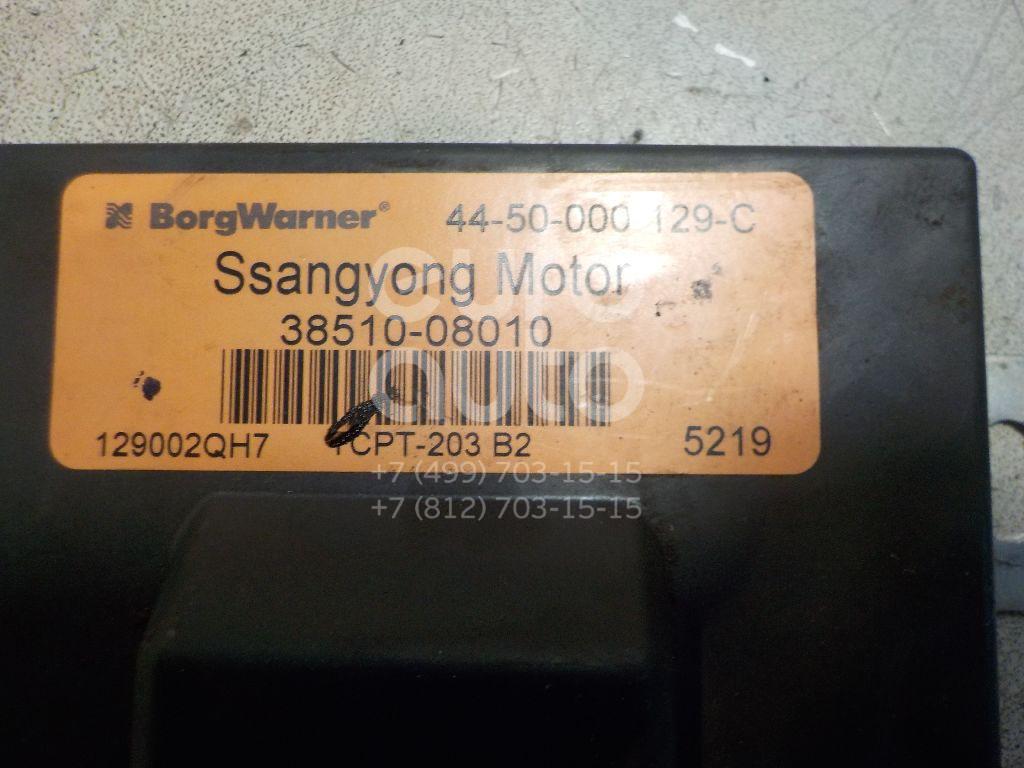 BorgWarner® 44-50-000 129-C
Ssangyong Motor
38510-08010
129002QH7 CPT-203 B2 5219
auto
+7 (499) 703-15-15
+7 (812) 703-15-15